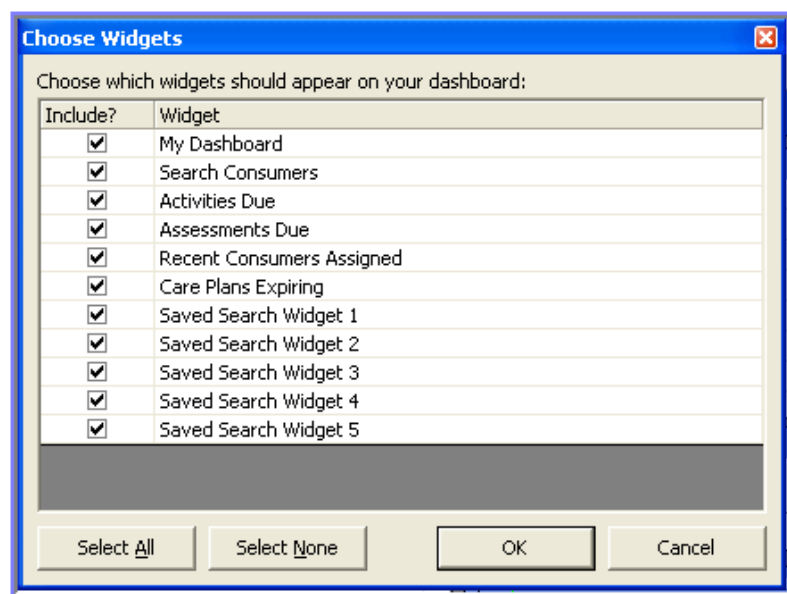 Choose Widgets
Choose which widgets should appear on your dashboard:
Include? Widget
My Dashboard
Search Consumers
Activities Due
Assessments Due
Recent Consumers Assigned
Care Plans Expiring
Saved Search Widget 1
Saved Search Widget 2
Saved Search Widget 3
Saved Search Widget 4
Saved Search Widget 5
Select All Select None OK Cancel